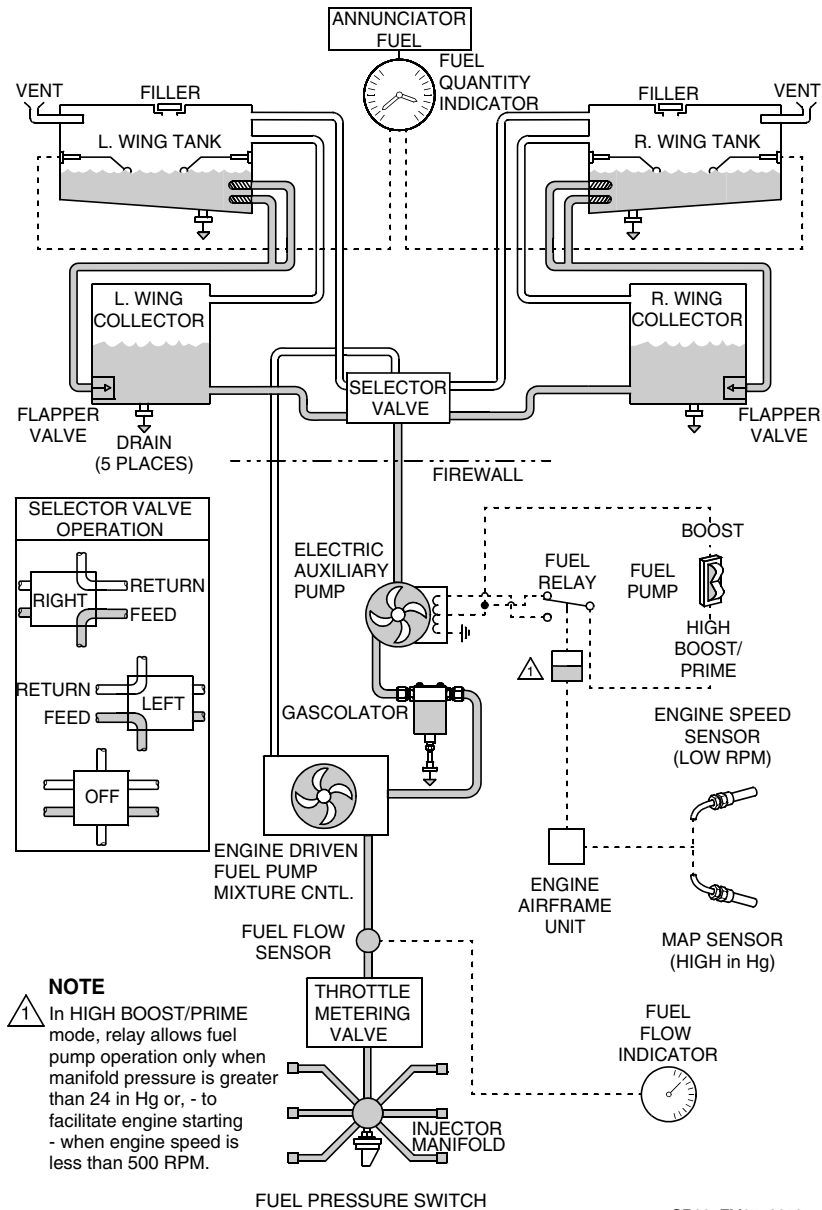 ANNUNCIATOR
FUEL
FUEL
QUANTITY
INDICATOR
VENT
FILLER
L. WING TANK
FILLER
VENT
R. WING TANK
L. WING
COLLECTOR
R. WING
COLLECTOR
SELECTOR
VALVE
FLAPPER
VALVE
DRAIN
(5 PLACES)
FLAPPER
VALVE
FIREWALL
SELECTOR VALVE
OPERATION
RIGHT
RETURN
FEED
RETURN
FEED
LEFT
OFF
ELECTRIC
AUXILIARY
PUMP
FUEL
RELAY
BOOST
FUEL
PUMP
HIGH
BOOST/
PRIME
1
GASCOLATOR
ENGINE SPEED
SENSOR
(LOW RPM)
ENGINE DRIVEN
FUEL PUMP
MIXTURE CNTL.
ENGINE
AIRFRAME
UNIT
MAP SENSOR
(HIGH in Hg)
FUEL FLOW
SENSOR
THROTTLE
METERING
VALVE
FUEL
FLOW
INDICATOR
INJECTOR
MANIFOLD
FUEL PRESSURE SWITCH
NOTE
1
In HIGH BOOST/PRIME
mode, relay allows fuel
pump operation only when
manifold pressure is greater
than 24 in Hg or, - to
facilitate engine starting
- when engine speed is
less than 500 RPM.